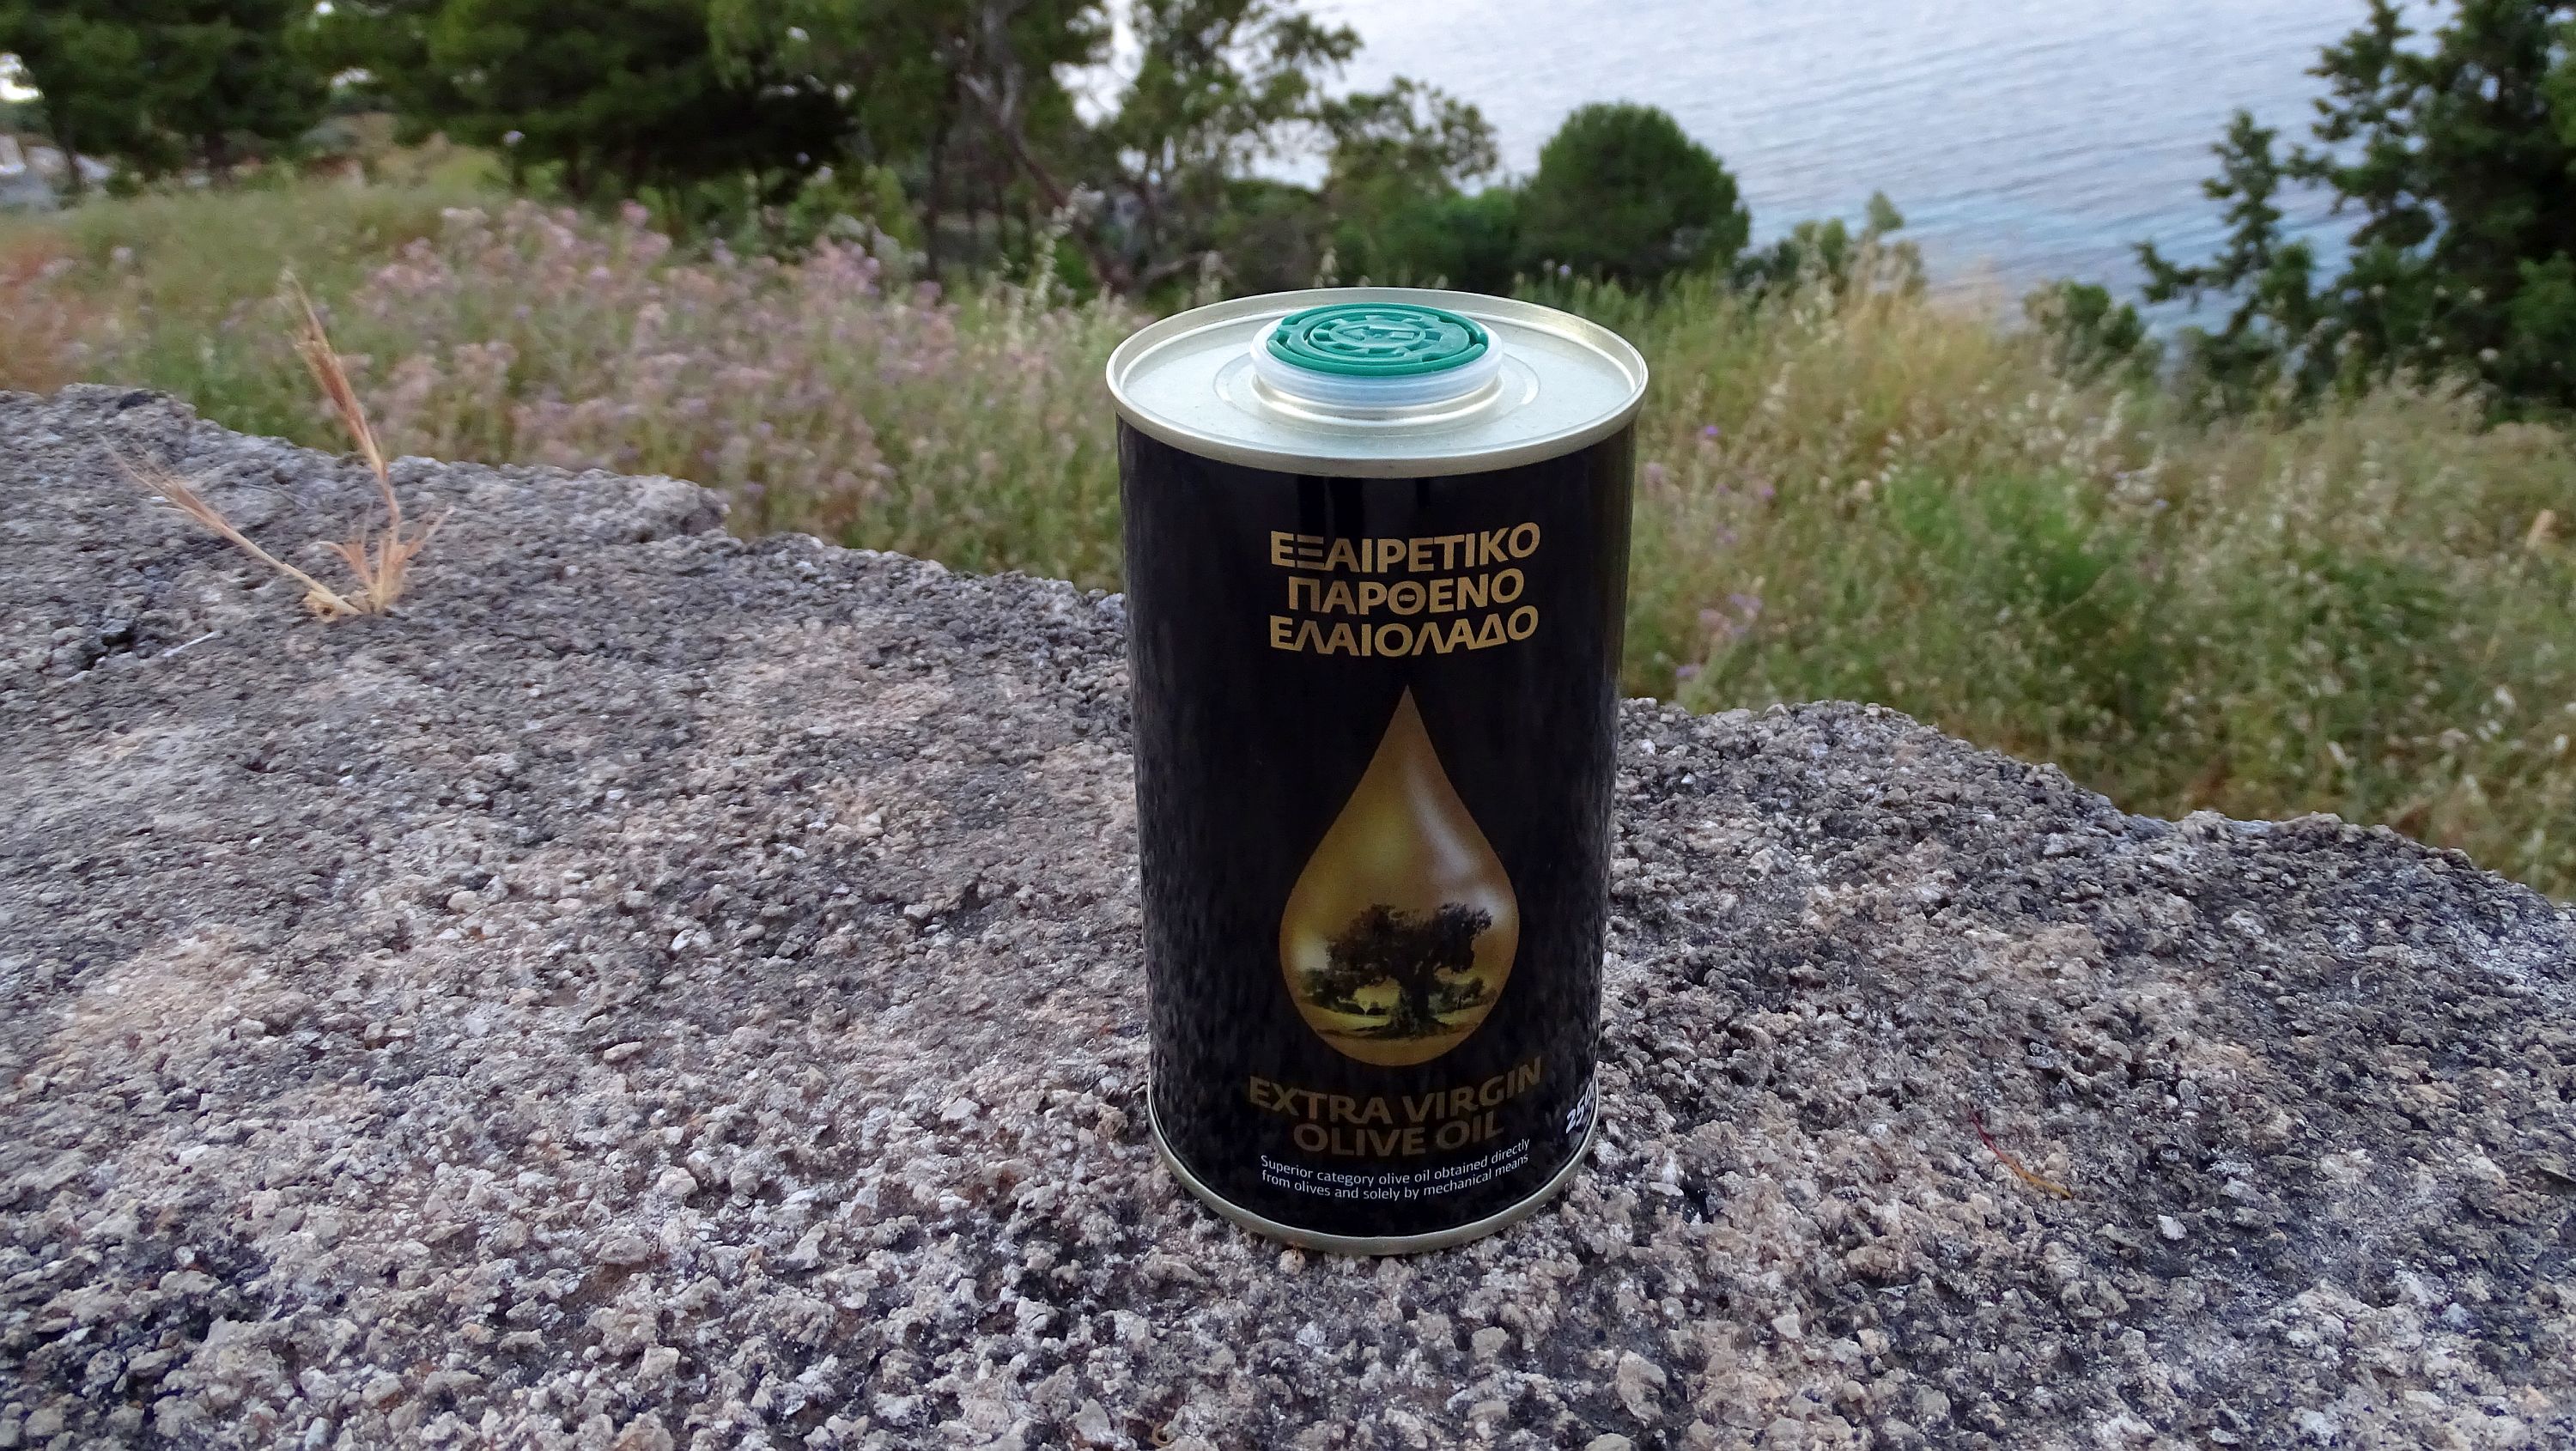 ΕΞΑΙΡΕΤΙΚΟ
ΠΑΡΘΕΝΟ
ΕΛΑΙΟΛΑΔΟ
EXTRA VIRGIN
OLIVE OIL
Superior category olive oil obtained directly
from olives and solely by mechanical means